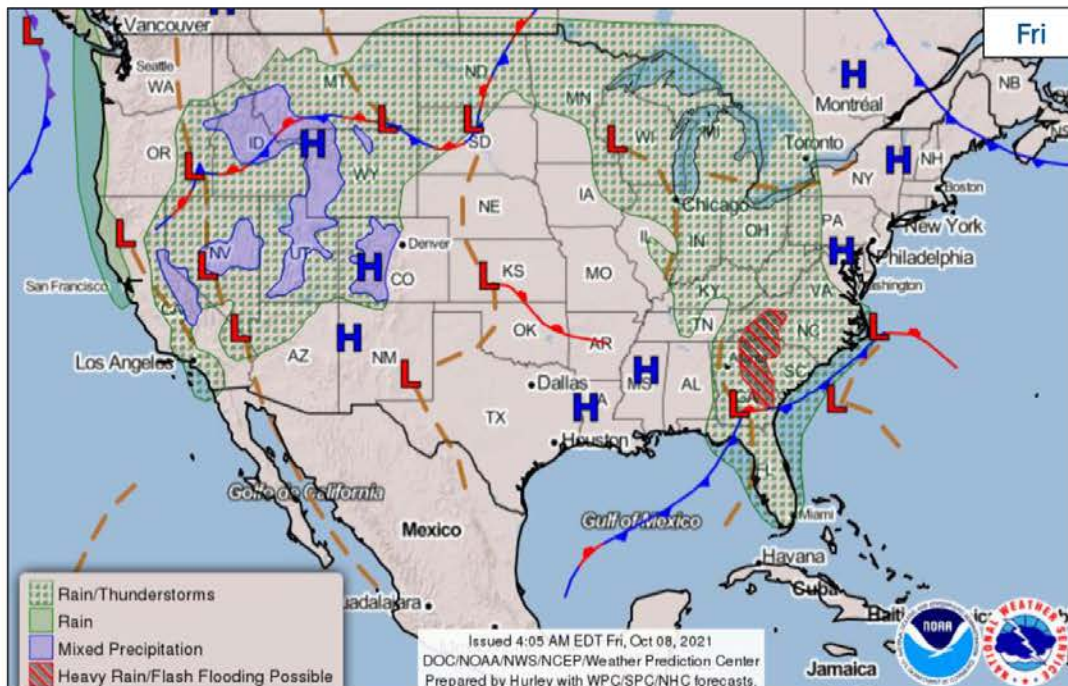 Fri
L
H
Vancouver
Seattle
WA
MT
ND
MN
H
Montréal
NB
NS
OR
L
ID
H
L
L
SD
L
WI
MI
Toronto
H
NH
NY
Boston
WY
IA
Chicago
PA
New York
NE
IL
IN
OH
H
Philadelphia
L
NV
L
UT
H
CO
Denver
L
KS
MO
KY
VA
San Francisco
CA
L
H
AZ
NM
L
OK
AR
TN
NC
L
Los Angeles
Dallas
H
MS
AL
SC
L
TX
H
L
GA
Houston
FL
Golfo de California
Mexico
Gulf of Mexico
Miami
Havana
Cuba
Jamaica
Rain/Thunderstorms
Rain
Mixed Precipitation
Heavy Rain/Flash Flooding Possible
Issued 4:05 AM EDT Fri, Oct 08, 2021
DOC/NOAA/NWS/NCEP/Weather Prediction Center
Prepared by Hurley with WPC/SPC/NHC forecasts.
NOAA
NATIONAL WEATHER SERVICE